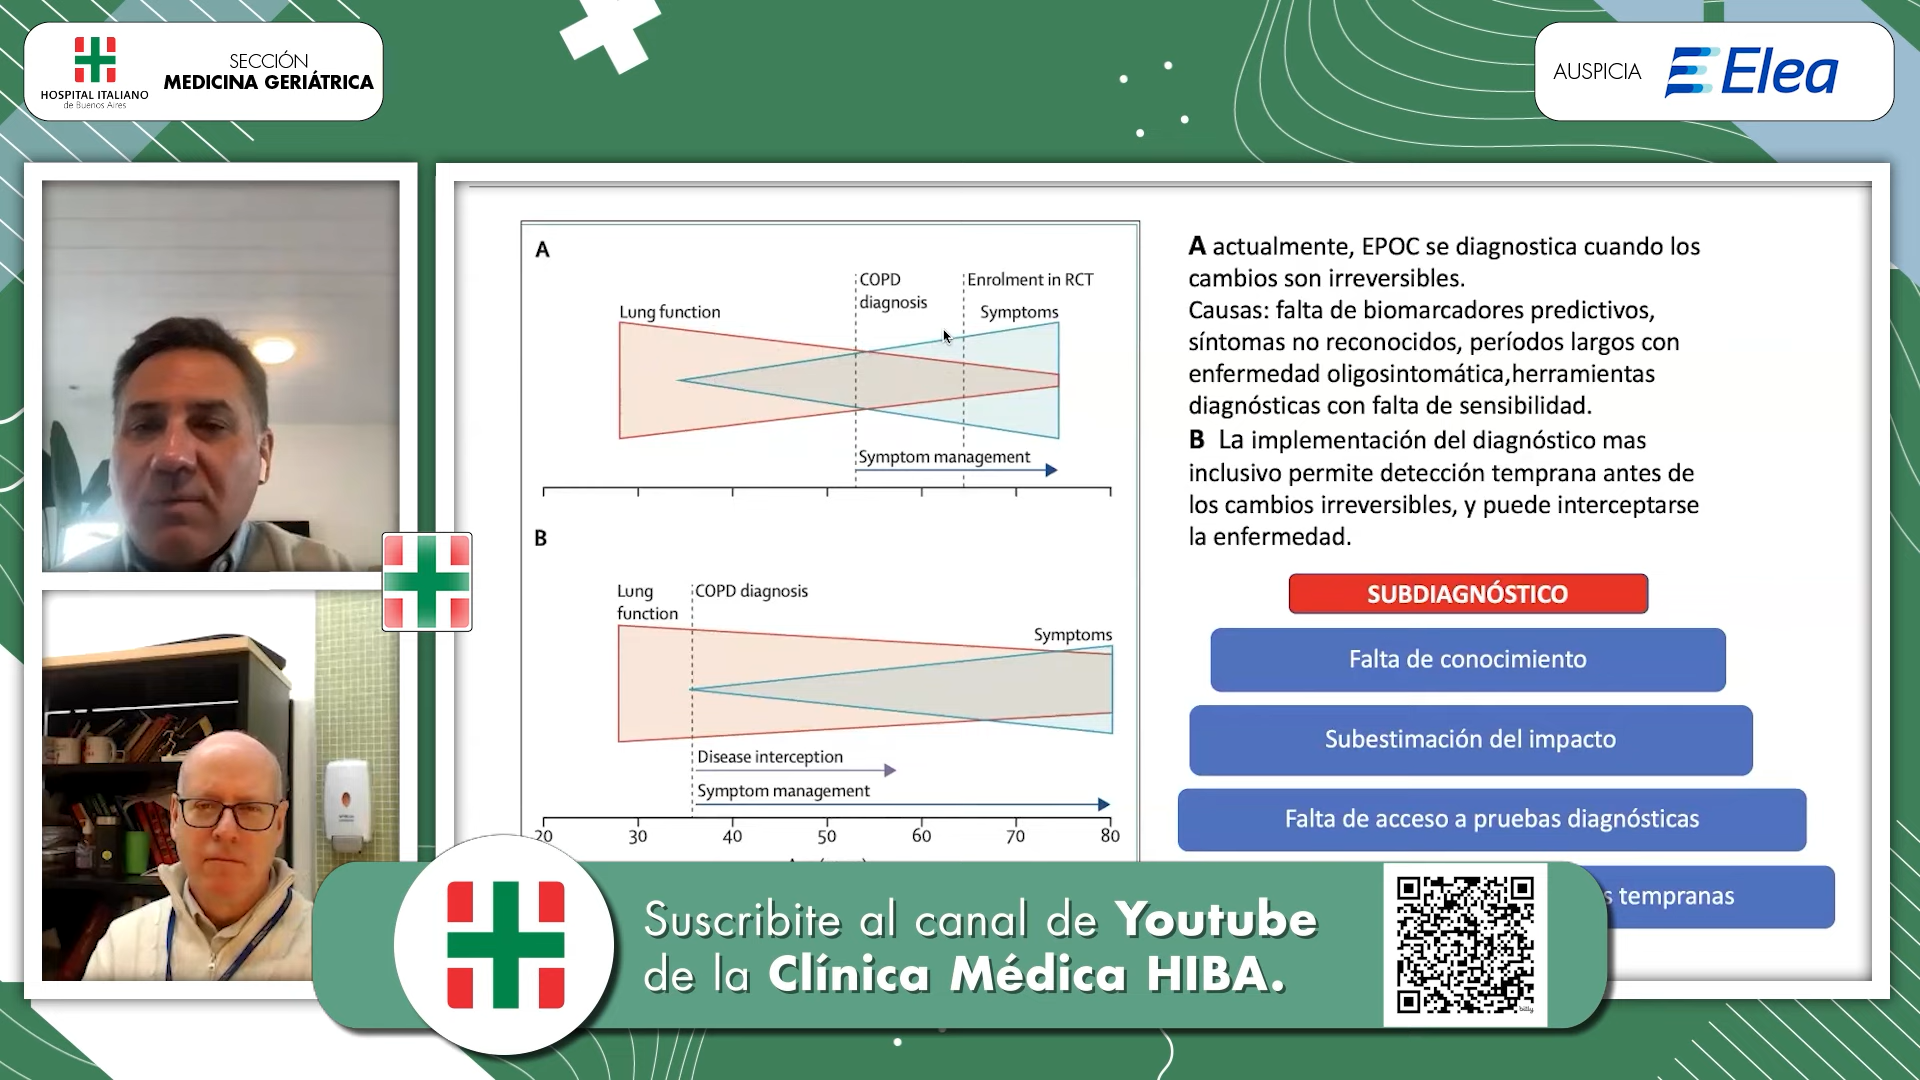 HOSPITAL ITALIANO
de Buenos Aires
SECCIÓN
MEDICINA GERIÁTRICA
AUSPICIA
Elea
A
Lung function
COPD
diagnosis
Enrolment in RCT
Symptoms
Symptom management
B
Lung
function
COPD diagnosis
Symptoms
Disease interception
Symptom management
20 30 40 50 60 70 80
A actualmente, EPOC se diagnostica cuando los
cambios son irreversibles.
Causas: falta de biomarcadores predictivos,
síntomas no reconocidos, períodos largos con
enfermedad oligosintomática,herramientas
diagnósticas con falta de sensibilidad.
B La implementación del diagnóstico mas
inclusivo permite detección temprana antes de
los cambios irreversibles, y puede interceptarse
la enfermedad.
SUBDIAGNÓSTICO
Falta de conocimiento
Subestimación del impacto
Falta de acceso a pruebas diagnósticas
tempranas
Suscribite al canal de Youtube
de la Clínica Médica HIBA.
bitly